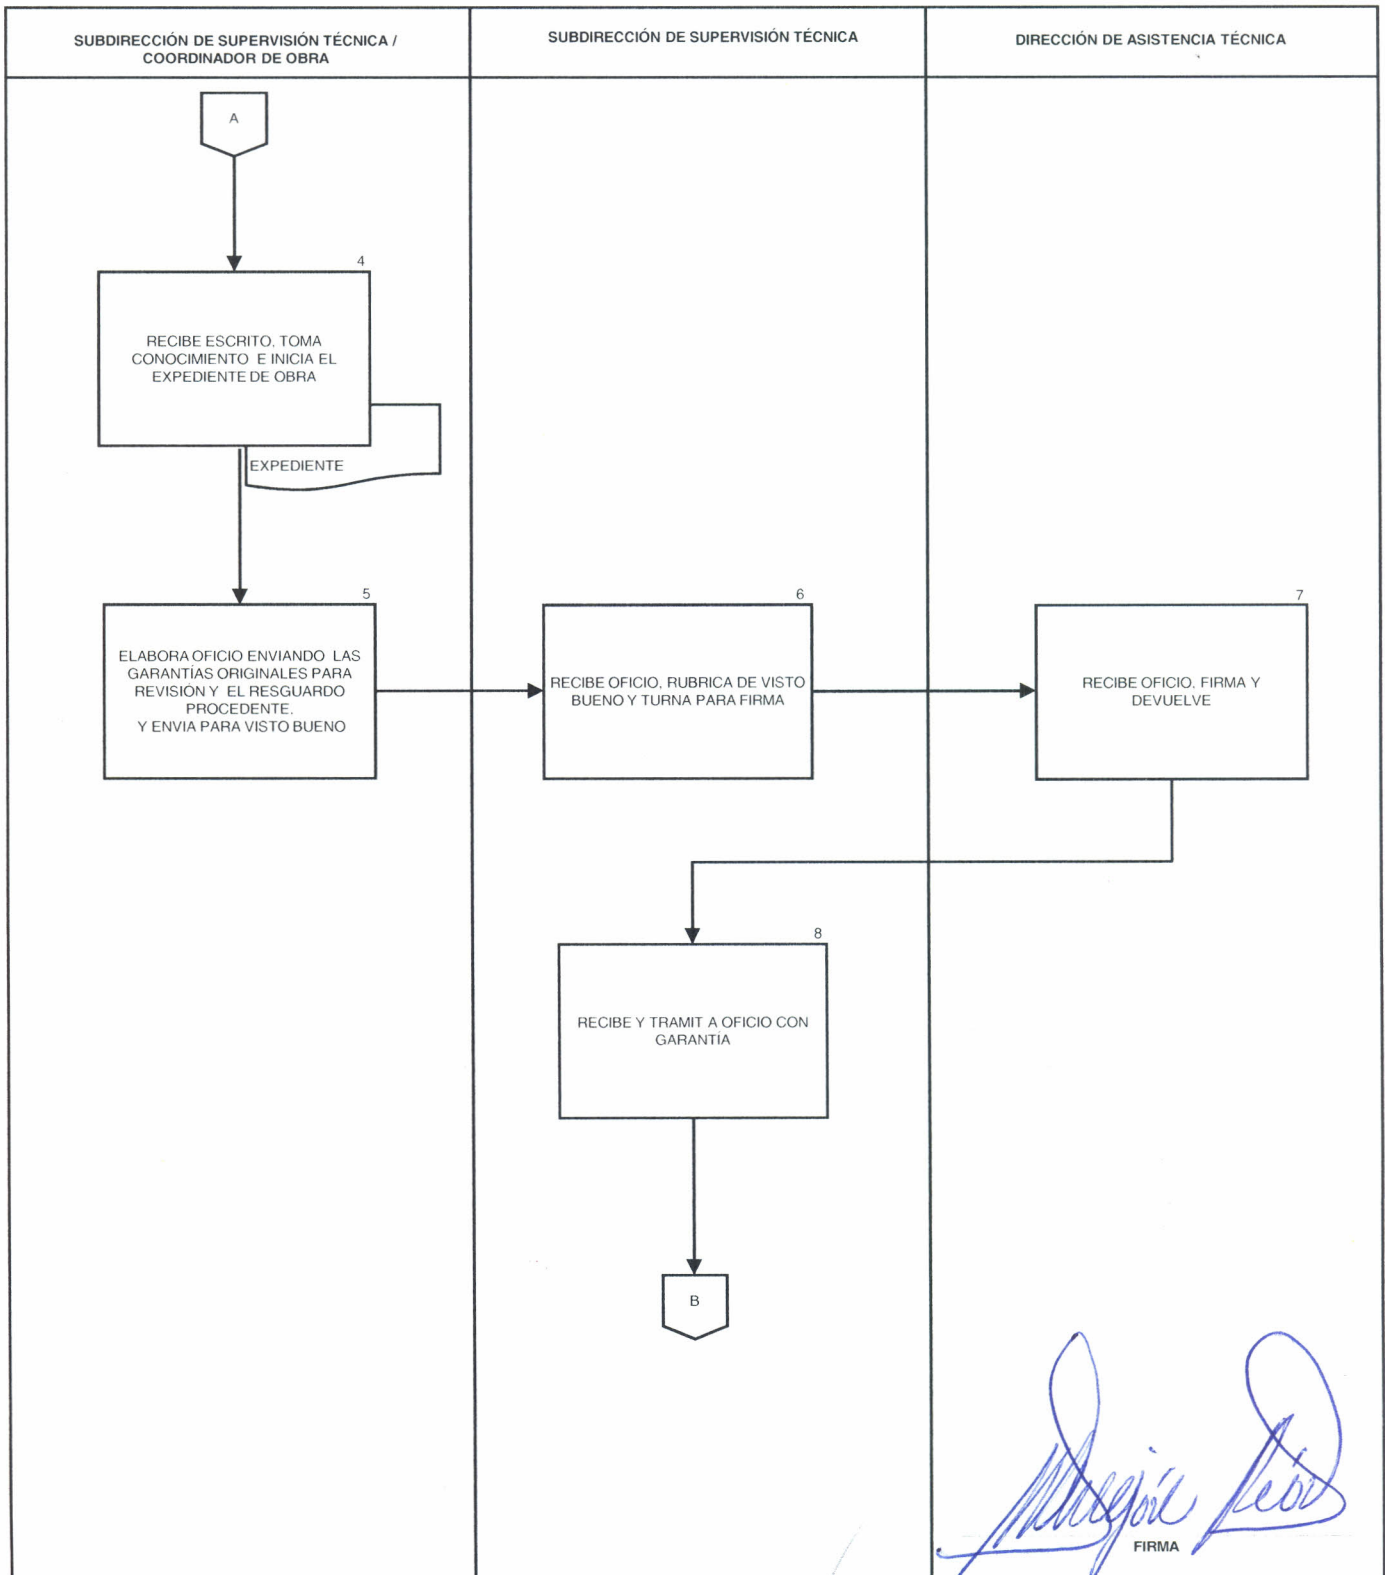 SUBDIRECCIÓN DE SUPERVISIÓN TÉCNICA /
COORDINADOR DE OBRA
SUBDIRECCIÓN DE SUPERVISIÓN TÉCNICA
DIRECCIÓN DE ASISTENCIA TÉCNICA
A
4
RECIBE ESCRITO, TOMA
CONOCIMIENTO E INICIA EL
EXPEDIENTE DE OBRA
EXPEDIENTE
5
ELABORA OFICIO ENVIANDO LAS
GARANTÍAS ORIGINALES PARA
REVISIÓN Y EL RESGUARDO
PROCEDENTE.
Y ENVIA PARA VISTO BUENO
6
RECIBE OFICIO, RUBRICA DE VISTO
BUENO Y TURNA PARA FIRMA
7
RECIBE OFICIO, FIRMA Y
DEVUELVE
8
RECIBE Y TRAMIT A OFICIO CON
GARANTÍA
B
FIRMA